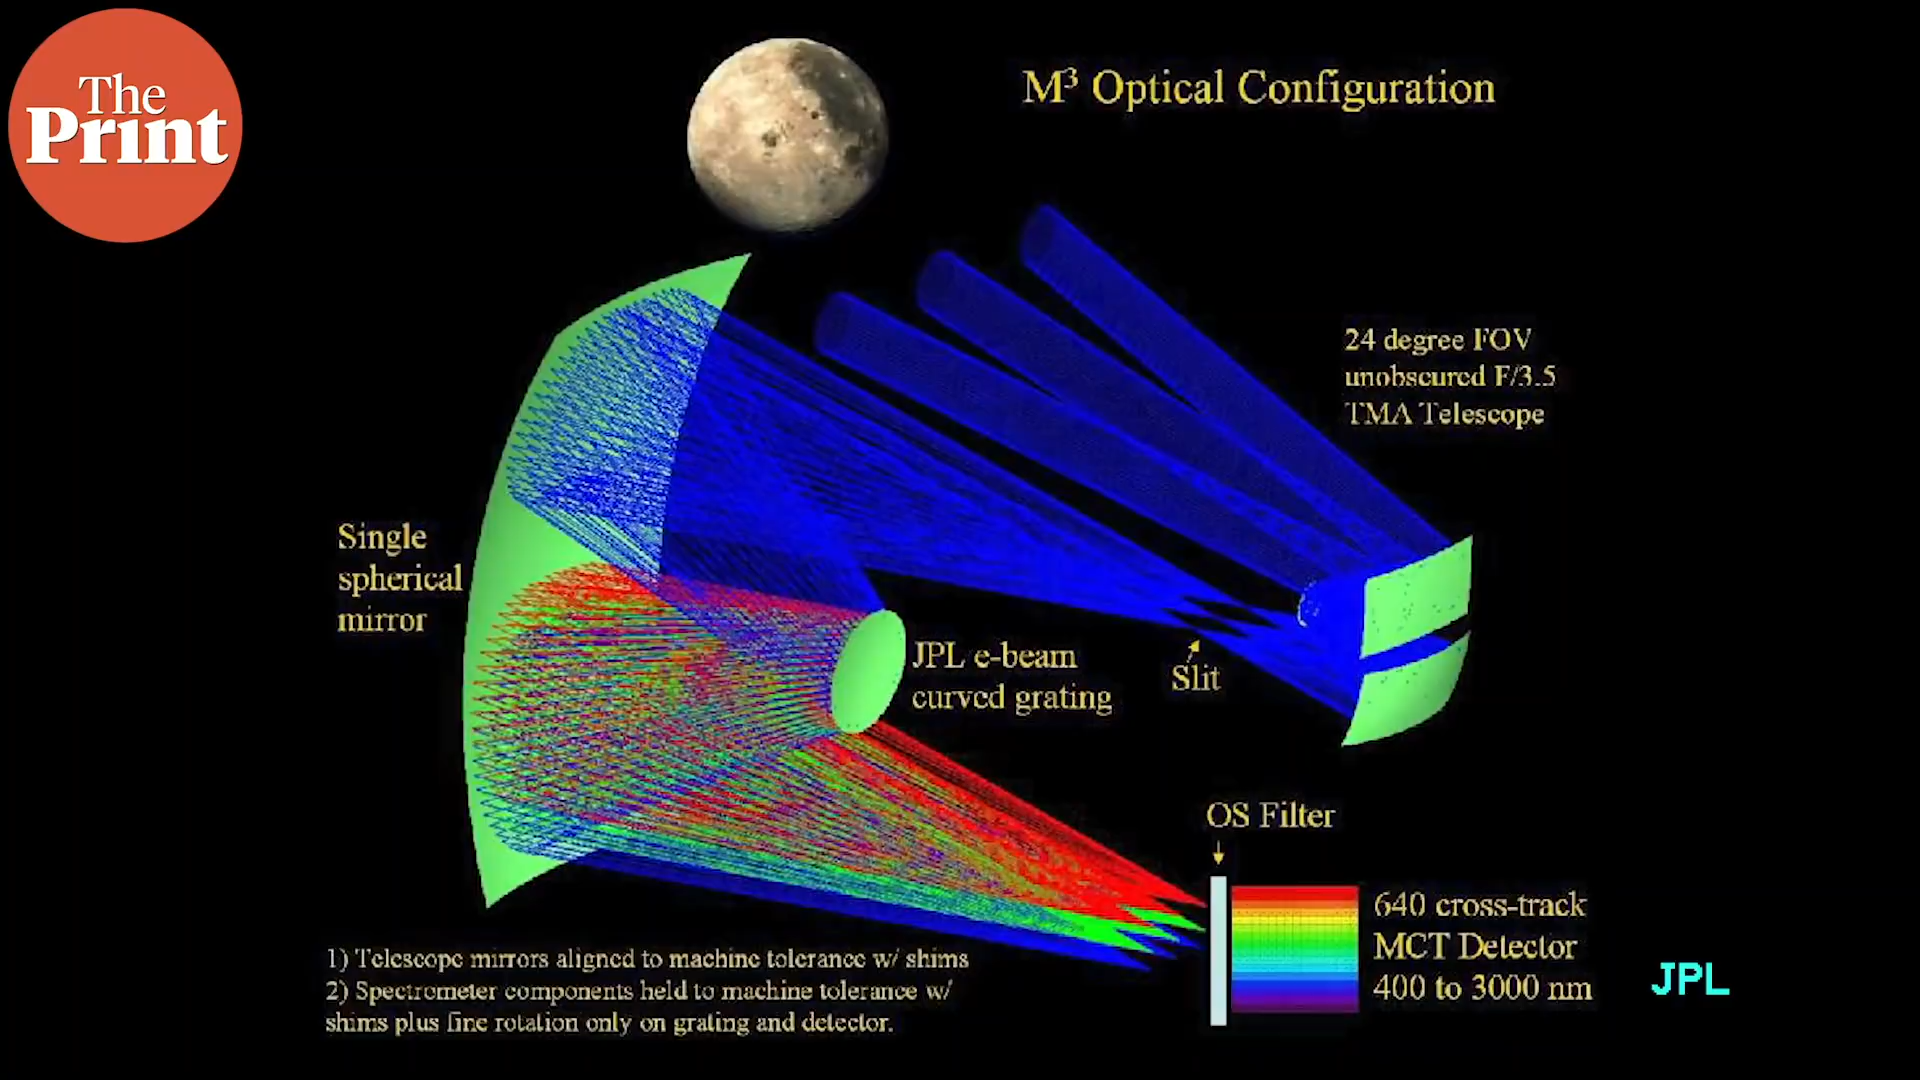 The
Print
M³ Optical Configuration
24 degree FOV
unobscured F/3.5
TMA Telescope
Single
spherical
mirror
JPL e-beam
curved grating
Slit
OS Filter
640 cross-track
MCT Detector
400 to 3000 nm
JPL
1) Telescope mirrors aligned to machine tolerance w/ shims
2) Spectrometer components held to machine tolerance w/
shims plus fine rotation only on grating and detector.